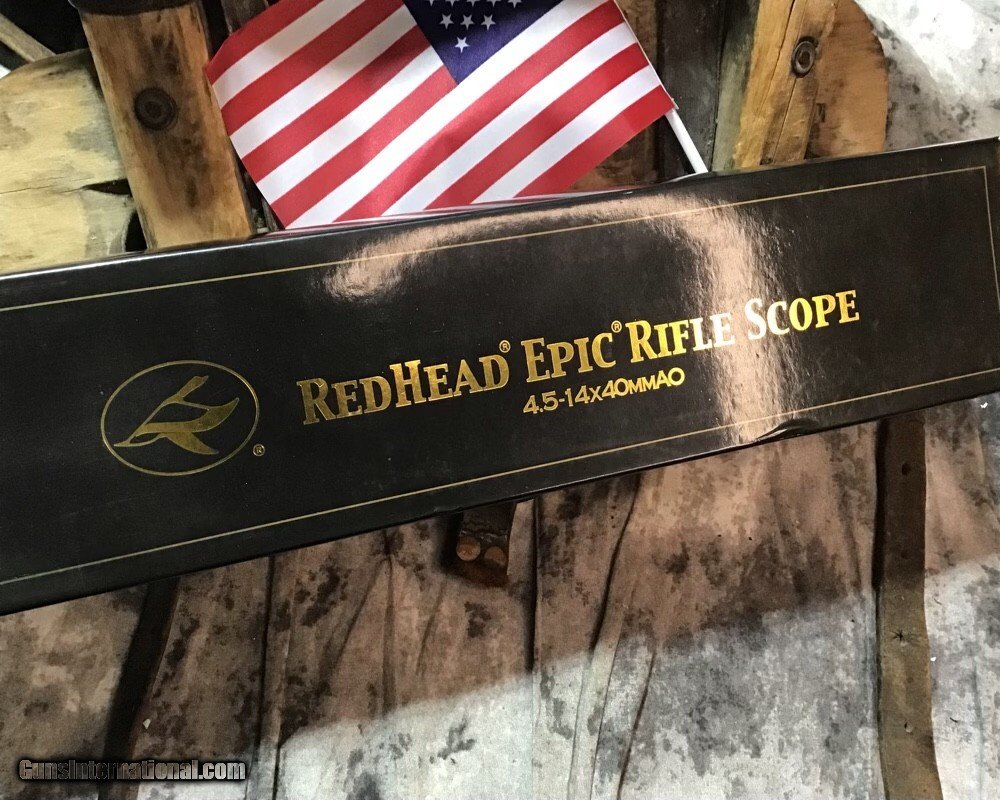 REDHEAD® EPIC® RIFLE SCOPE
4.5-14X40MMAO
®
GunsInternational.com